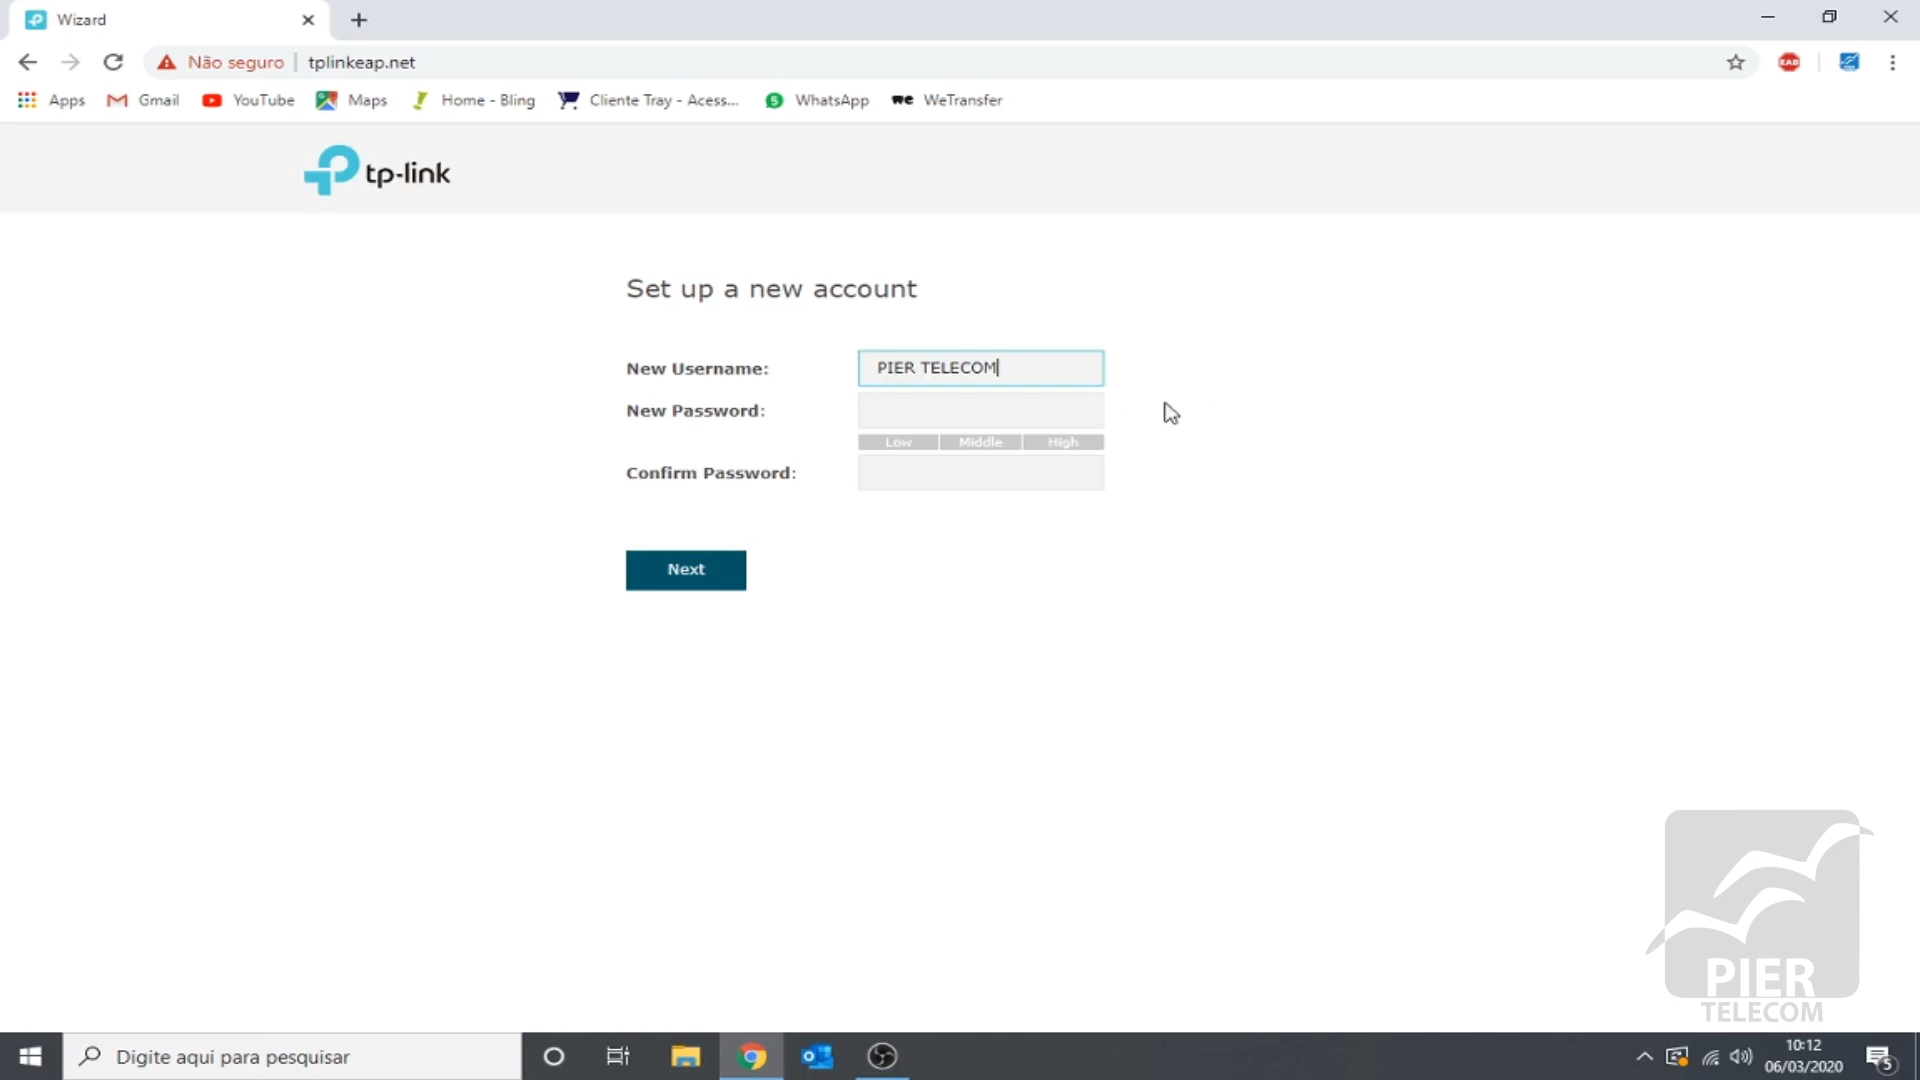 Wizard
Não seguro tplinkeap.net
Apps Gmail YouTube Maps Home - Bling Cliente Tray - Acess... WhatsApp WeTransfer
tp-link
Set up a new account
New Username: PIER TELECOM
New Password:
Low Middle High
Confirm Password:
Next
PIER
TELECOM
Digite aqui para pesquisar
10:12
06/03/2020
5